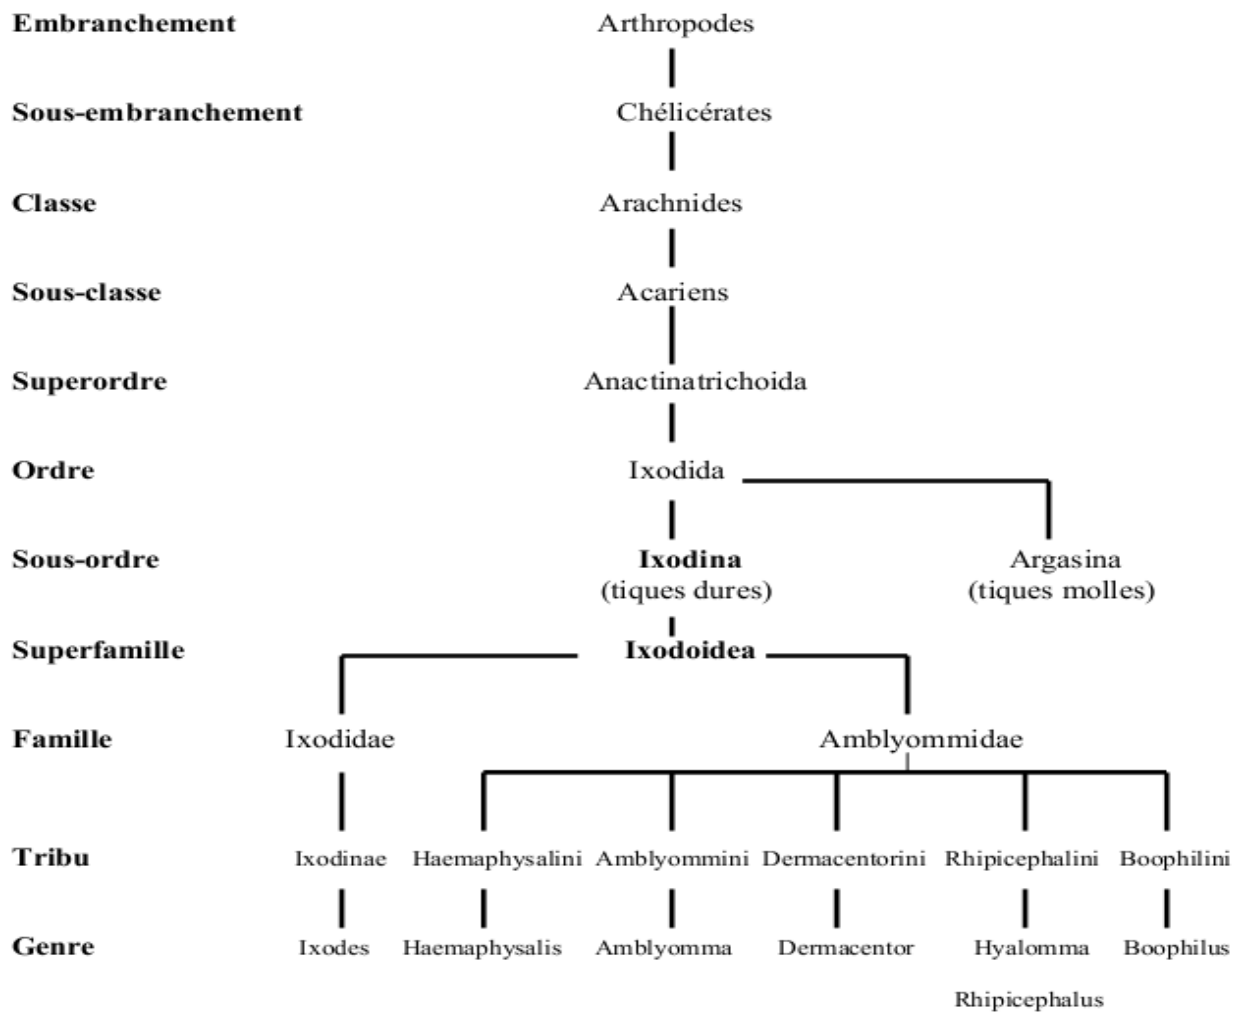 Embranchement Arthropodes
Sous-embranchement Chélicérates
Classe Arachnides
Sous-classe Acariens
Superordre Anactinatrichoida
Ordre Ixodida
Sous-ordre Ixodina Argasina
(tiques dures) (tiques molles)
Superfamille Ixodoidea
Famille Ixodidae Amblyommidae
Tribu Ixodinae Haemaphysalini Amblyommini Dermacentorini Rhipicephalini Boophilini
Genre Ixodes Haemaphysalis Amblyomma Dermacentor Hyalomma Boophilus
Rhipicephalus